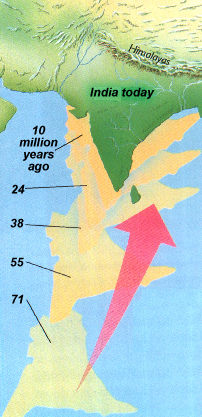 Himalayas
India today
10
million
years
ago
24
38
55
71